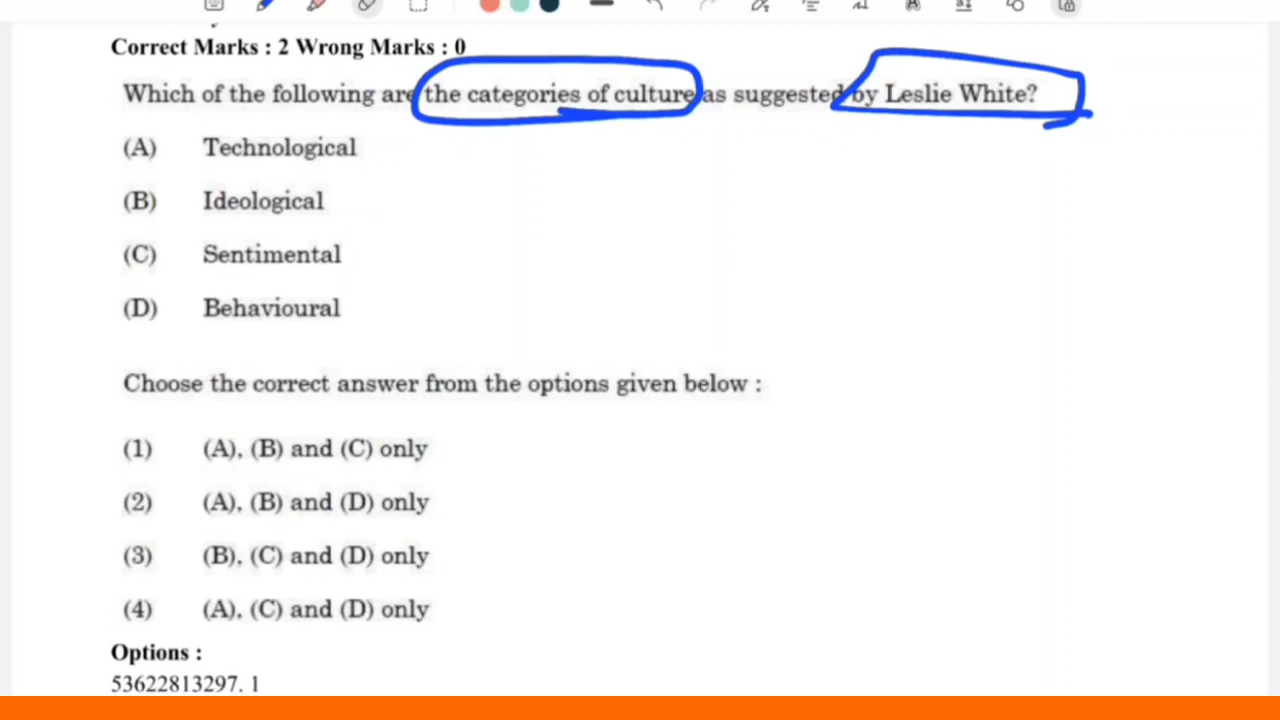 Correct Marks : 2 Wrong Marks : 0
Which of the following are the categories of culture as suggested by Leslie White?
(A) Technological
(B) Ideological
(C) Sentimental
(D) Behavioural
Choose the correct answer from the options given below :
(1) (A), (B) and (C) only
(2) (A), (B) and (D) only
(3) (B), (C) and (D) only
(4) (A), (C) and (D) only
Options :
53622813297. 1